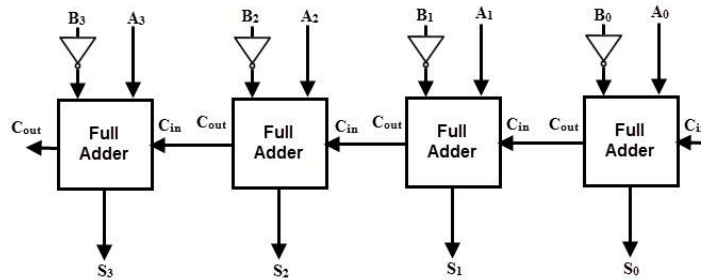 B3 A3 B2 A2 B1 A1 B0 A0
Cout Full Adder Cin Cout Full Adder Cin Cout Full Adder Cin Cout Full Adder
S3 S2 S1 S0